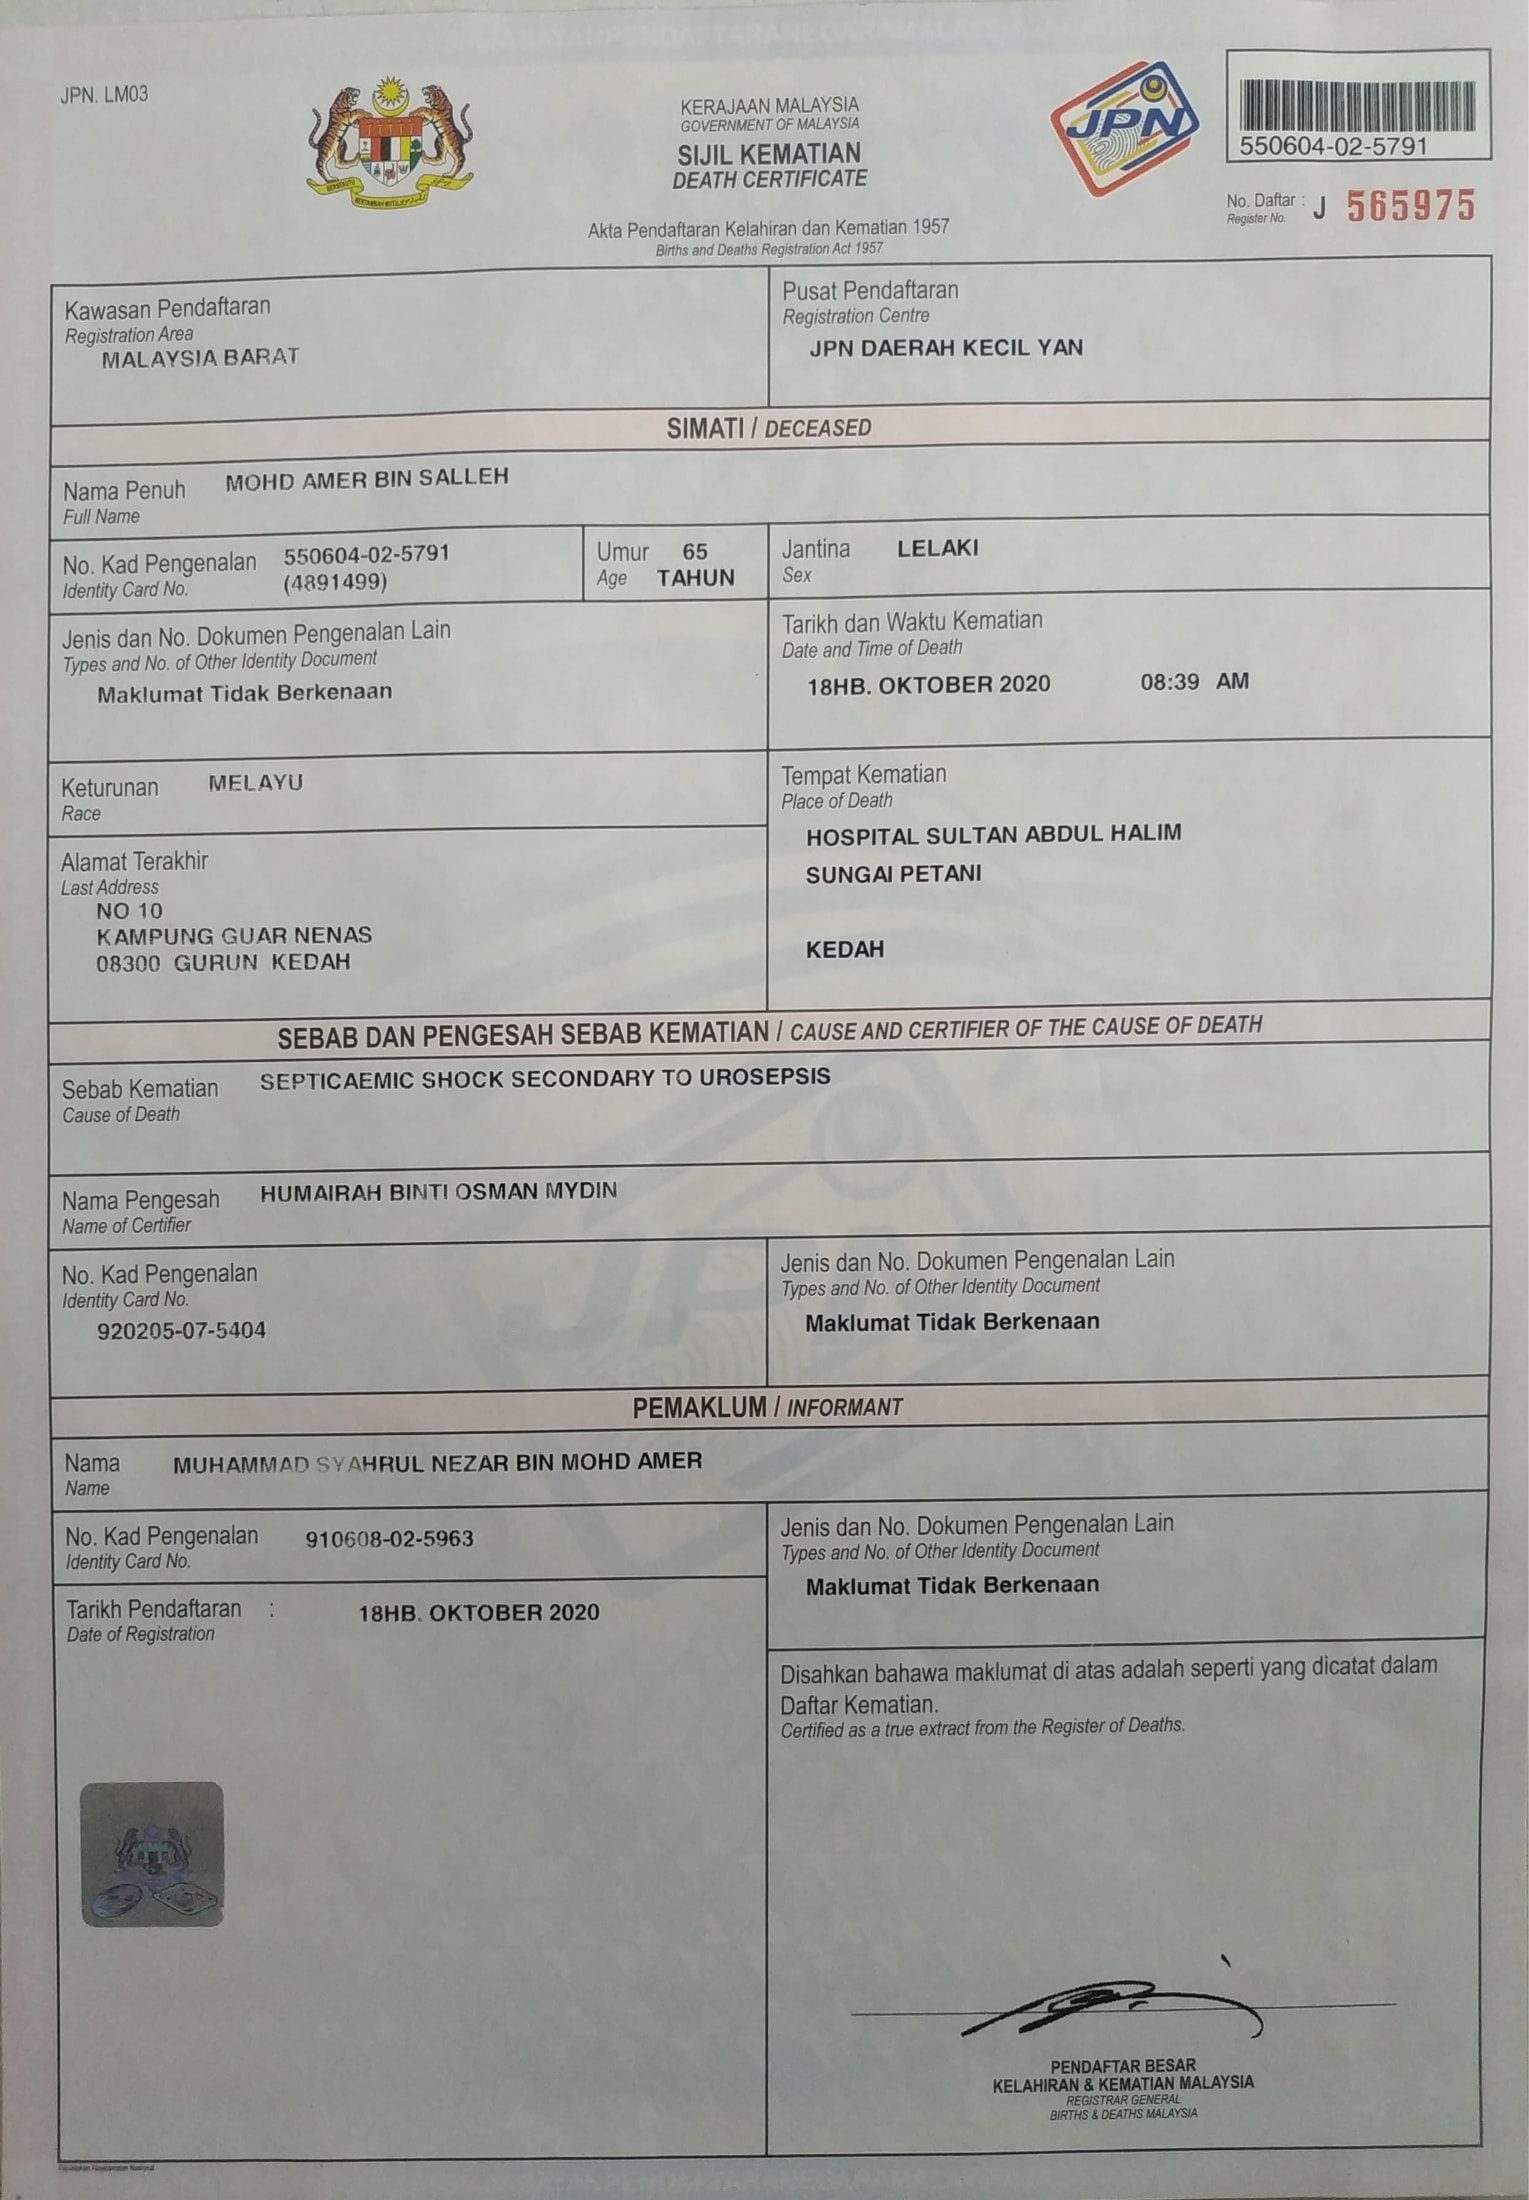 JPN. LM03
KERAJAAN MALAYSIA
GOVERNMENT OF MALAYSIA
SIJIL KEMATIAN
DEATH CERTIFICATE
Akta Pendaftaran Kelahiran dan Kematian 1957
Births and Deaths Registration Act 1957
JPN
550604-02-5791
No. Daftar : J 565975
Register No.
Kawasan Pendaftaran
Registration Area
MALAYSIA BARAT
Pusat Pendaftaran
Registration Centre
JPN DAERAH KECIL YAN
SIMATI / DECEASED
Nama Penuh MOHD AMER BIN SALLEH
Full Name
No. Kad Pengenalan 550604-02-5791
Identity Card No. (4891499)
Umur 65
Age TAHUN
Jantina LELAKI
Sex
Jenis dan No. Dokumen Pengenalan Lain
Types and No. of Other Identity Document
Maklumat Tidak Berkenaan
Tarikh dan Waktu Kematian
Date and Time of Death
18HB. OKTOBER 2020 08:39 AM
Keturunan MELAYU
Race
Tempat Kematian
Place of Death
HOSPITAL SULTAN ABDUL HALIM
SUNGAI PETANI
KEDAH
Alamat Terakhir
Last Address
NO 10
KAMPUNG GUAR NENAS
08300 GURUN KEDAH
SEBAB DAN PENGESAH SEBAB KEMATIAN / CAUSE AND CERTIFIER OF THE CAUSE OF DEATH
Sebab Kematian SEPTICAEMIC SHOCK SECONDARY TO UROSEPSIS
Cause of Death
Nama Pengesah HUMAIRAH BINTI OSMAN MYDIN
Name of Certifier
No. Kad Pengenalan
Identity Card No.
920205-07-5404
Jenis dan No. Dokumen Pengenalan Lain
Types and No. of Other Identity Document
Maklumat Tidak Berkenaan
PEMAKLUM / INFORMANT
Nama MUHAMMAD SYAHRUL NEZAR BIN MOHD AMER
Name
No. Kad Pengenalan 910608-02-5963
Identity Card No.
Jenis dan No. Dokumen Pengenalan Lain
Types and No. of Other Identity Document
Maklumat Tidak Berkenaan
Tarikh Pendaftaran : 18HB. OKTOBER 2020
Date of Registration
Disahkan bahawa maklumat di atas adalah seperti yang dicatat dalam
Daftar Kematian.
Certified as a true extract from the Register of Deaths.
PENDAFTAR BESAR
KELAHIRAN & KEMATIAN MALAYSIA
REGISTRAR GENERAL
BIRTHS & DEATHS MALAYSIA